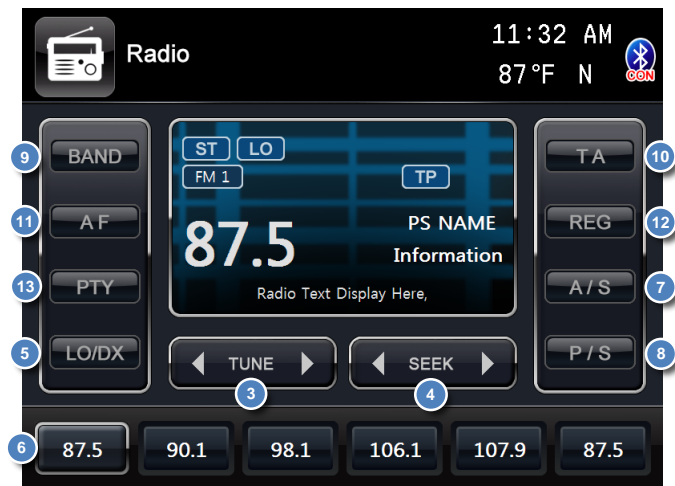 Radio
11:32 AM
87°F N
CON
9 BAND
11 AF
13 PTY
5 LO/DX
ST LO
FM 1
TP
87.5
PS NAME
Information
Radio Text Display Here,
TUNE
3
SEEK
4
TA 10
REG 12
A/S 7
P/S 8
6 87.5 90.1 98.1 106.1 107.9 87.5